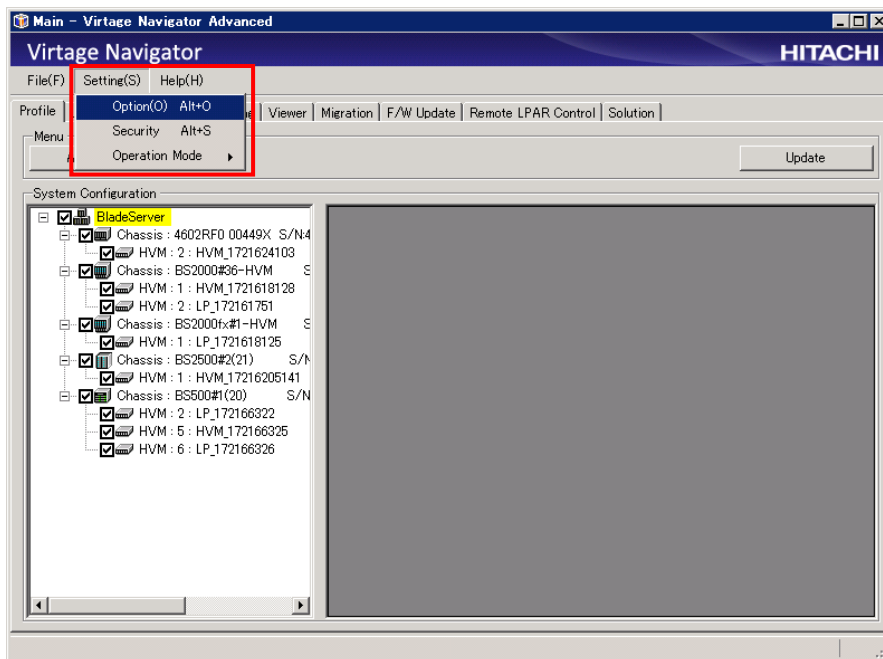 Main - Virtage Navigator Advanced
Virtage Navigator
HITACHI
File(F) Setting(S) Help(H)
Option(O) Alt+O
Security Alt+S
Operation Mode
Profile Viewer Migration F/W Update Remote LPAR Control Solution
Menu
Update
System Configuration
BladeServer
Chassis : 4602RF0 00449X S/N:4
HVM : 2 : HVM_1721624103
Chassis : BS2000#36-HVM S
HVM : 1 : HVM_1721618128
HVM : 2 : LP_172161751
Chassis : BS2000fx#1-HVM S
HVM : 1 : LP_1721618125
Chassis : BS2500#2(21) S/N
HVM : 1 : HVM_17216205141
Chassis : BS500#1(20) S/N
HVM : 2 : LP_172166322
HVM : 5 : HVM_172166325
HVM : 6 : LP_172166326